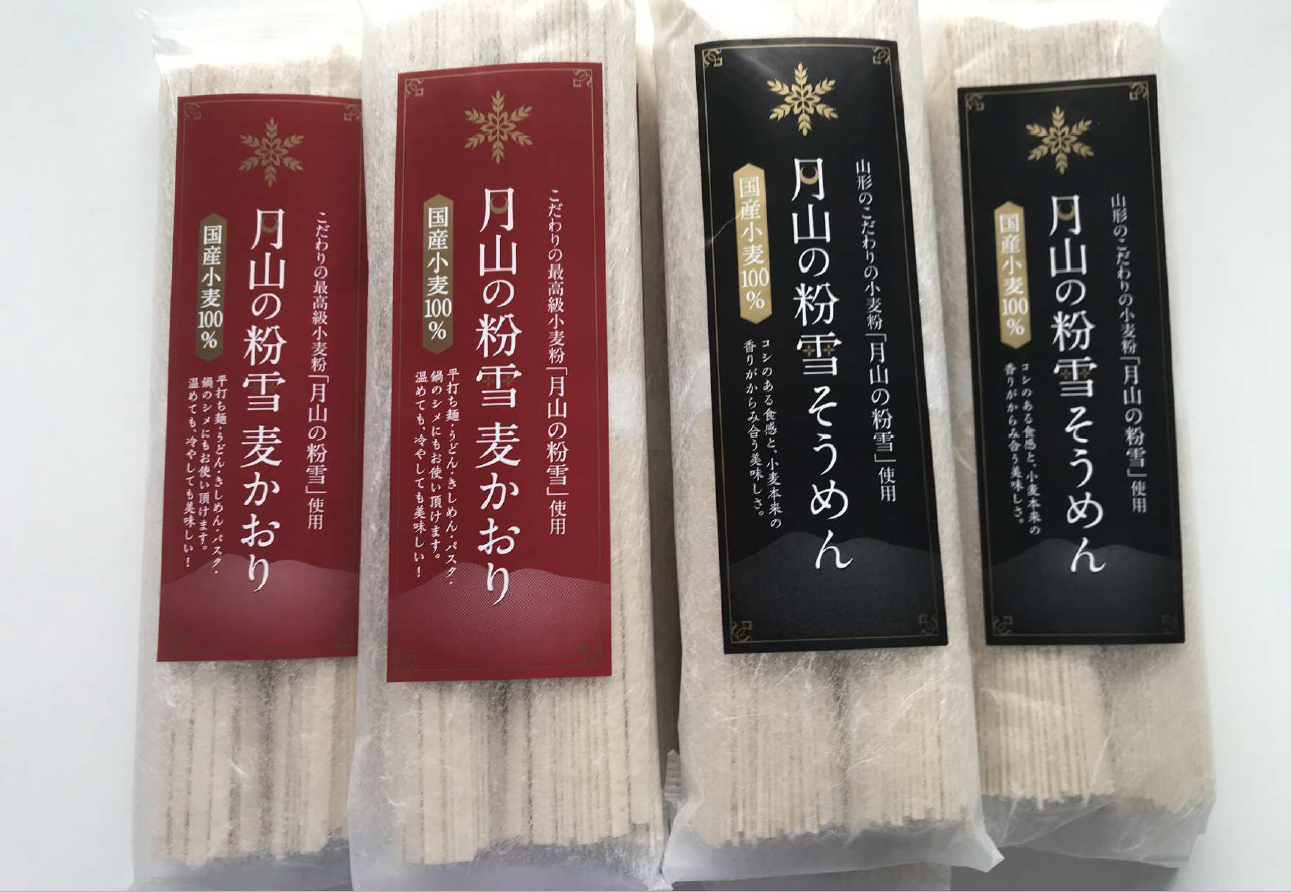 こだわりの最高級小麦粉「月山の粉雪」使用
月山の粉雪 麦かおり
国産小麦100%
平打ち麺・うどん・きしめん・パスタ・
鍋のシメにもお使い頂けます。
温めても、冷やしても美味しい！
こだわりの最高級小麦粉「月山の粉雪」使用
月山の粉雪 麦かおり
国産小麦100%
平打ち麺・うどん・きしめん・パスタ・
鍋のシメにもお使い頂けます。
温めても、冷やしても美味しい！
山形のこだわりの小麦粉「月山の粉雪」使用
月山の粉雪 そうめん
国産小麦100%
コシのある食感と、小麦本来の
香りがからみ合う美味しさ。
山形のこだわりの小麦粉「月山の粉雪」使用
月山の粉雪 そうめん
国産小麦100%
コシのある食感と、小麦本来の
香りがからみ合う美味しさ。